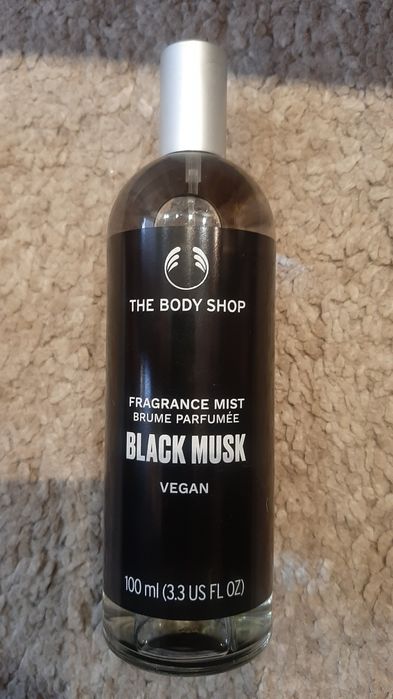 THE BODY SHOP
FRAGRANCE MIST
BRUME PARFUMÉE
BLACK MUSK
VEGAN
100 ml (3.3 US FL OZ)